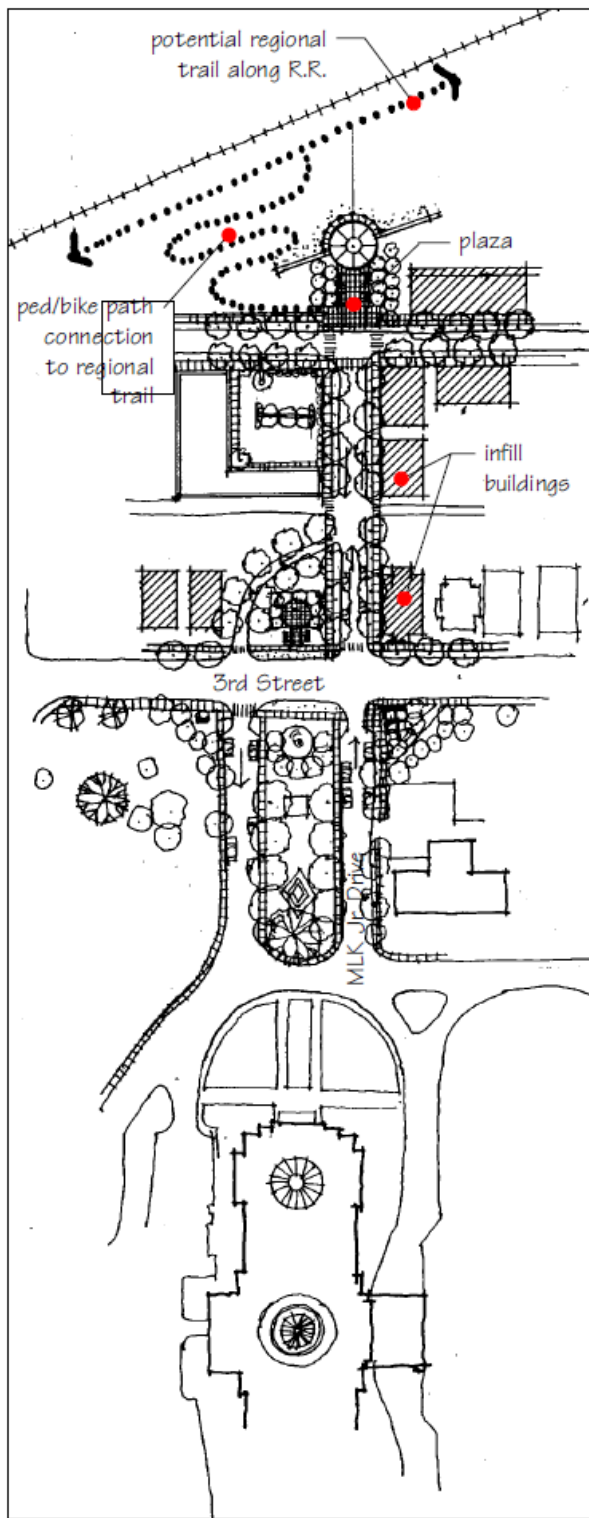 potential regional
trail along R.R.
plaza
ped/bike path
connection
to regional
trail
infill
buildings
3rd Street
MLK Jr. Drive